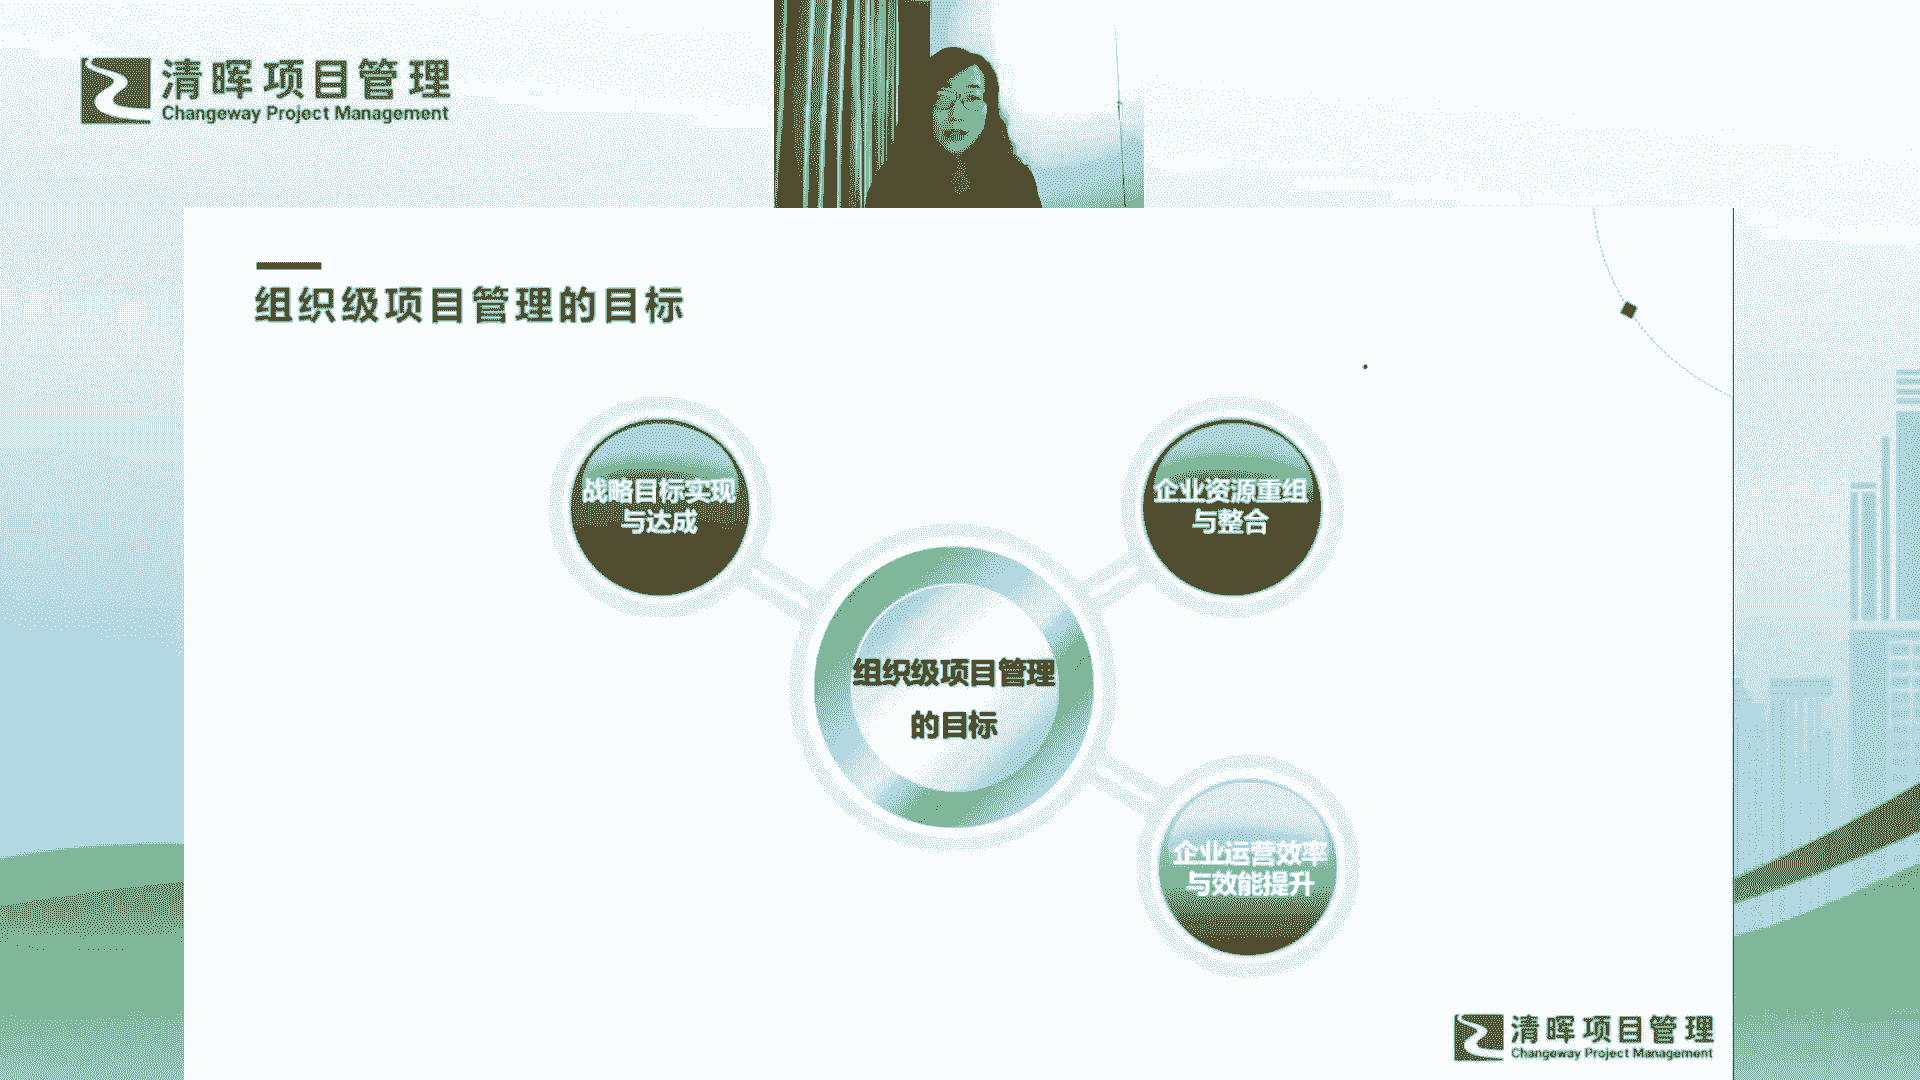 清晖项目管理
Changeway Project Management
组织级项目管理的目标
战略目标实现
与达成
企业资源重组
与整合
组织级项目管理
的目标
企业运营效率
与效能提升
清晖项目管理
Changeway Project Management